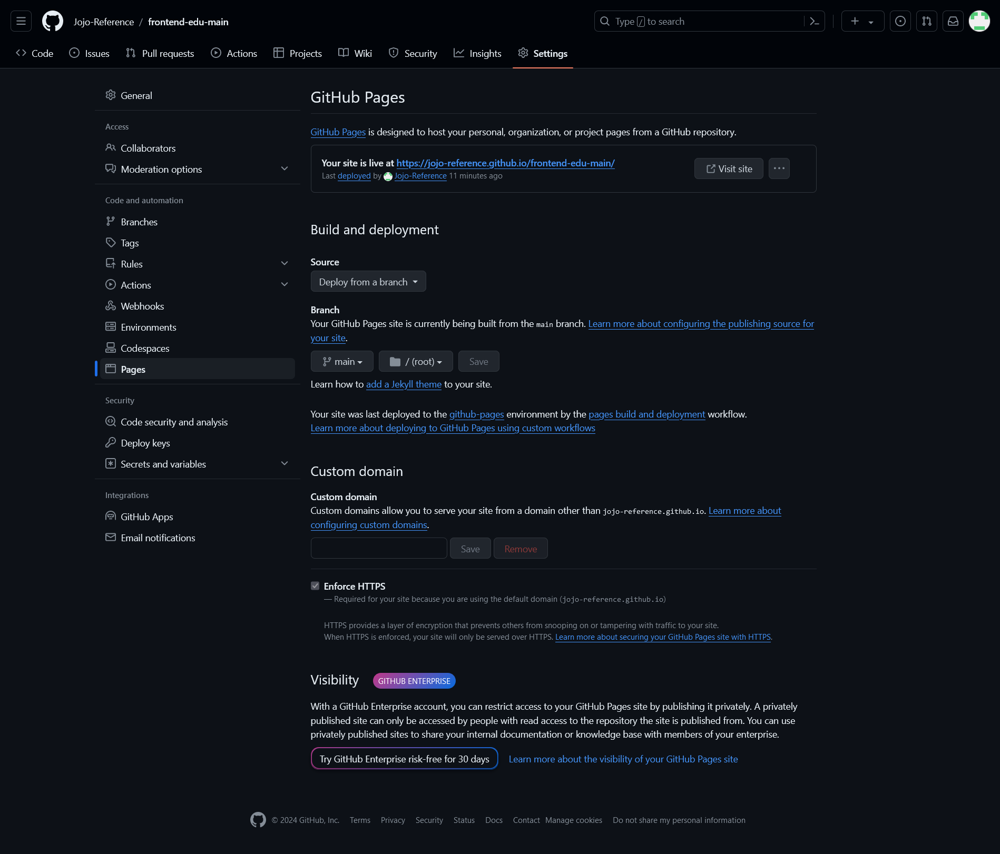 Jojo-Reference / frontend-edu-main
Type / to search
Code Issues Pull requests Actions Projects Wiki Security Insights Settings
General
Access
Collaborators
Moderation options
Code and automation
Branches
Tags
Rules
Actions
Webhooks
Environments
Codespaces
Pages
Security
Code security and analysis
Deploy keys
Secrets and variables
Integrations
GitHub Apps
Email notifications
GitHub Pages
GitHub Pages is designed to host your personal, organization, or project pages from a GitHub repository.
Your site is live at https://jojo-reference.github.io/frontend-edu-main/
Last deployed by Jojo-Reference 11 minutes ago
Visit site
Build and deployment
Source
Deploy from a branch
Branch
Your GitHub Pages site is currently being built from the main branch. Learn more about configuring the publishing source for
your site.
main / (root) Save
Learn how to add a Jekyll theme to your site.
Your site was last deployed to the github-pages environment by the pages build and deployment workflow.
Learn more about deploying to GitHub Pages using custom workflows
Custom domain
Custom domain
Custom domains allow you to serve your site from a domain other than jojo-reference.github.io. Learn more about
configuring custom domains.
Save Remove
Enforce HTTPS
— Required for your site because you are using the default domain (jojo-reference.github.io)
HTTPS provides a layer of encryption that prevents others from snooping on or tampering with traffic to your site.
When HTTPS is enforced, your site will only be served over HTTPS. Learn more about securing your GitHub Pages site with HTTPS.
Visibility GITHUB ENTERPRISE
With a GitHub Enterprise account, you can restrict access to your GitHub Pages site by publishing it privately. A privately
published site can only be accessed by people with read access to the repository the site is published from. You can use
privately published sites to share your internal documentation or knowledge base with members of your enterprise.
Try GitHub Enterprise risk-free for 30 days Learn more about the visibility of your GitHub Pages site
© 2024 GitHub, Inc. Terms Privacy Security Status Docs Contact Manage cookies Do not share my personal information